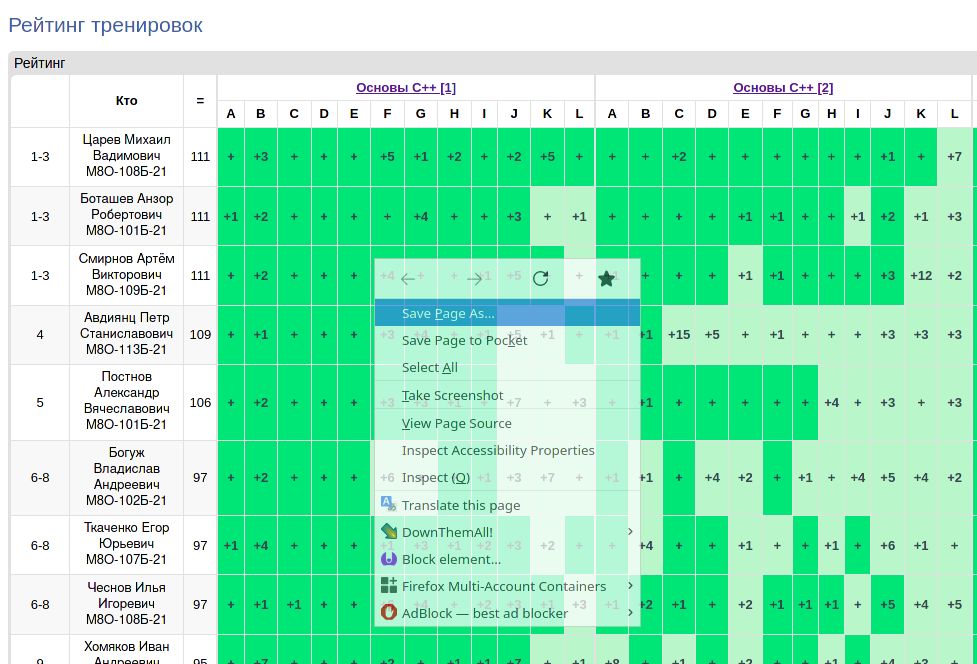 Рейтинг тренировок
Рейтинг
Кто = Основы C++ [1] Основы C++ [2]
A B C D E F G H I J K L A B C D E F G H I J K L
Царев Михаил
1-3 Вадимович 111 + +3 + + + +5 +1 +2 + +2 +5 + + + +2 + + + + + + +1 + +7
М8О-108Б-21
Боташев Анзор
1-3 Робертович 111 +1 +2 + + + + +4 + + +3 + +1 + + + + +1 +1 + + +1 +2 +1 +3
М8О-101Б-21
Смирнов Артём
1-3 Викторович 111 + +2 + + + +4 + + +1 +5 + +1 + + + +1 +1 + + + +3 +12 +2
М8О-109Б-21
Save Page As...
Авдиянц Петр
4 Станиславович 109 + +1 + + + +3 +4 + +1 +5 +1 + + +1 +15 +5 + +1 + + + +3 +3 +3
М8О-113Б-21
Save Page to Pocket
Select All
Постнов
Александр
5 Вячеславович 106 + +2 + + + +3 +3 +1 + +7 + +3 + +1 + + + + + +4 + +3 + +3
М8О-101Б-21
Take Screenshot
View Page Source
Inspect Accessibility Properties
Богуж
Владислав
6-8 Андреевич 97 + +2 + + + +6 + + +1 +3 +7 + +1 +1 + +4 +2 + +1 + +4 +5 +4 +2
М8О-102Б-21
Inspect (Q)
Translate this page
DownThemAll!
Ткаченко Егор
6-8 Юрьевич 97 +1 +4 + + + +1 +3 +1 +2 +3 +2 + + +4 + + +1 + + +1 + +6 +1 +
М8О-107Б-21
Block element...
Firefox Multi-Account Containers
Чеснов Илья
6-8 Игоревич 97 + +1 +1 + + +4 + +2 +3 +1 +3 +1 +2 +1 + +2 +1 +1 +1 + +5 +4 +5
М8О-108Б-21
AdBlock — best ad blocker
Хомяков Иван
9 Андреевич 95 + +7 + + + +2 + +1 +1 +7 + + +8 + +1 + +2 + + +1 + +4 +2 +